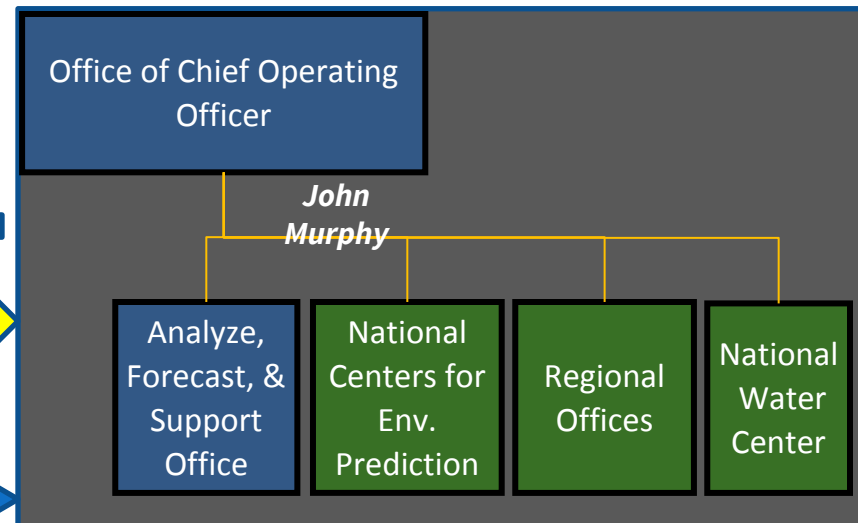 Office of Chief Operating
Officer
John
Murphy
Analyze,
Forecast, &
Support
Office
National
Centers for
Env.
Prediction
Regional
Offices
National
Water
Center